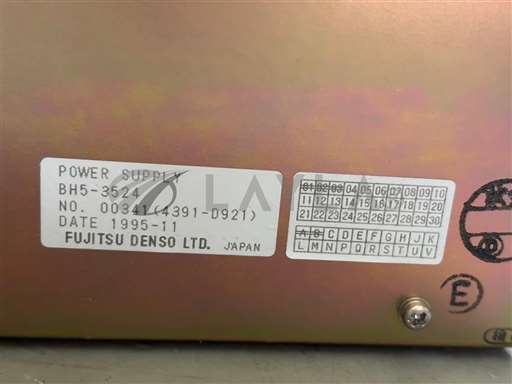 POWER SUPPLY
BH5-3524
NO. 00341(4391-D921)
DATE 1995-11
FUJITSU DENSO LTD. JAPAN
01 02 03 04 05 06 07 08 09 10
11 12 13 14 15 16 17 18 19 20
21 22 23 24 25 26 27 28 29 30
A B C D E F G H J K
L M N P Q R S T U V
E